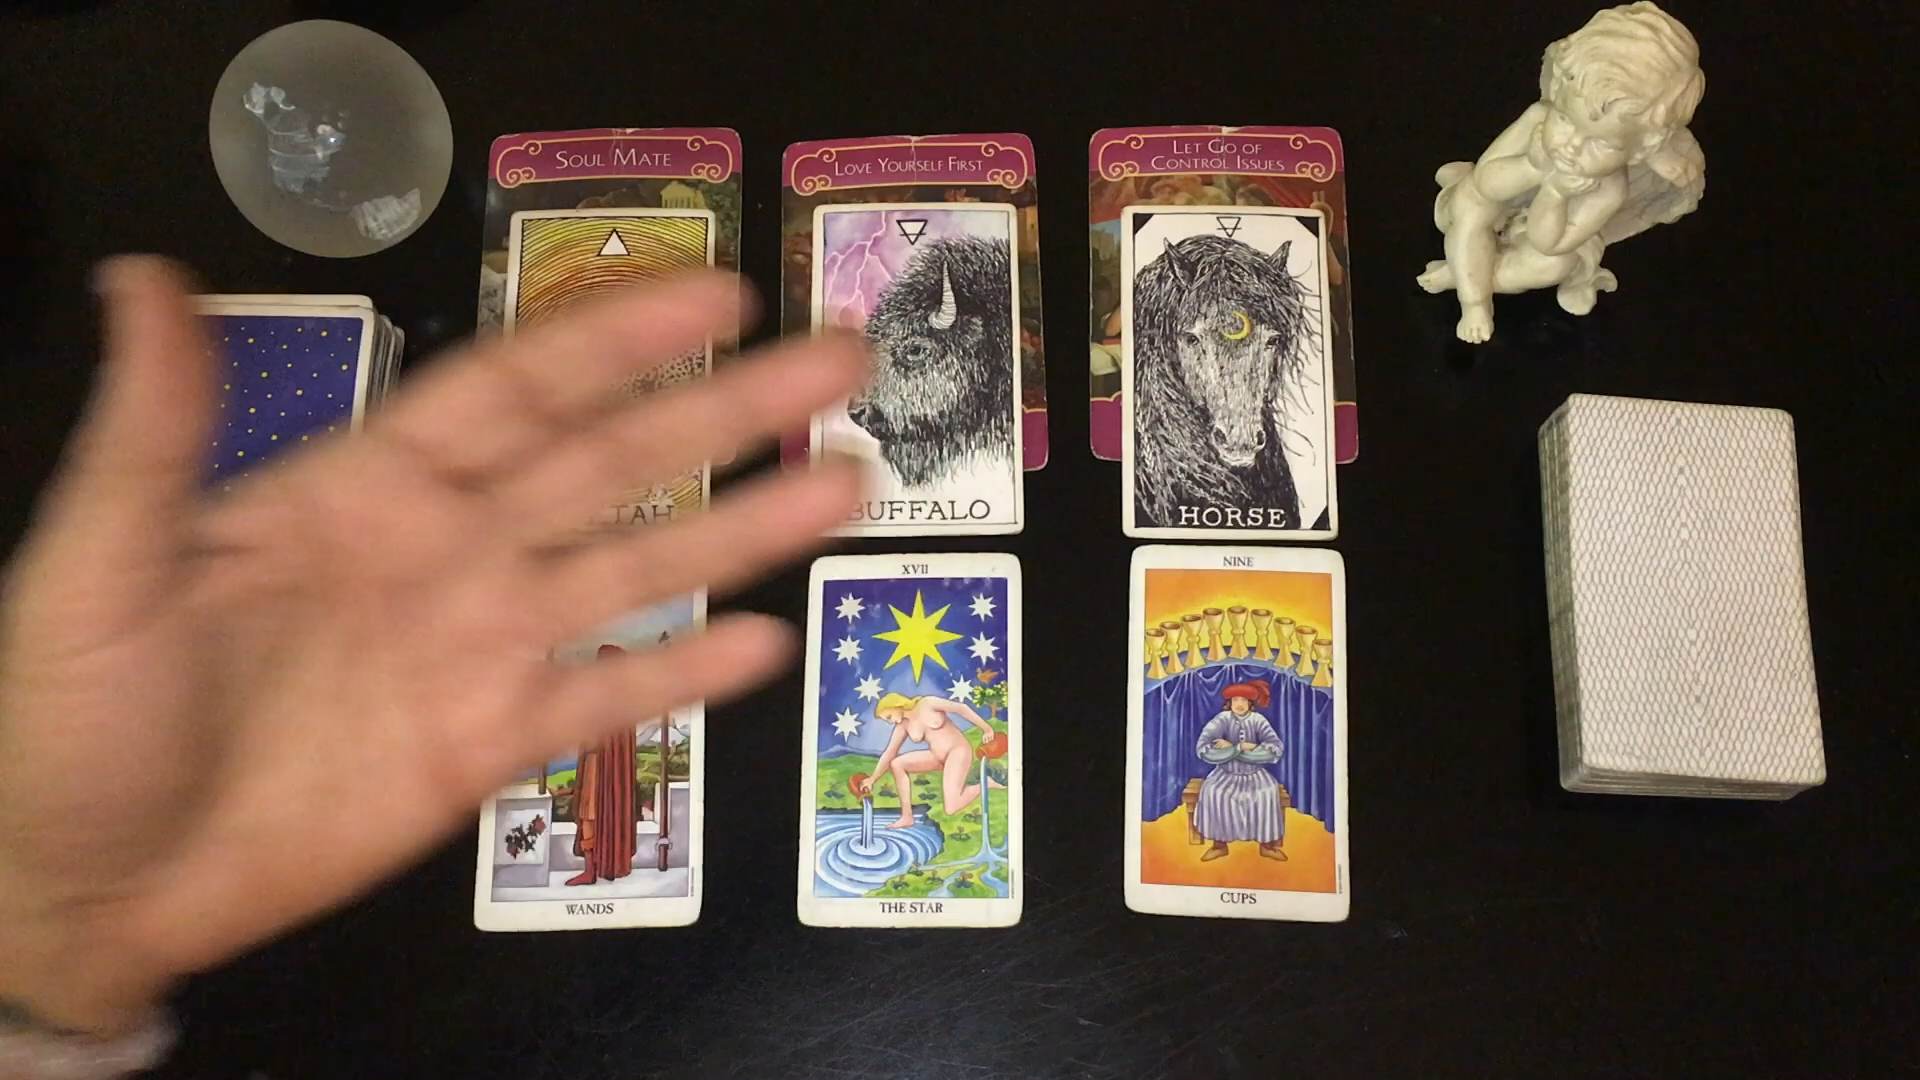 SOUL MATE
LOVE YOURSELF FIRST
LET GO OF
CONTROL ISSUES
BUFFALO
HORSE
XVII
NINE
WANDS
THE STAR
CUPS